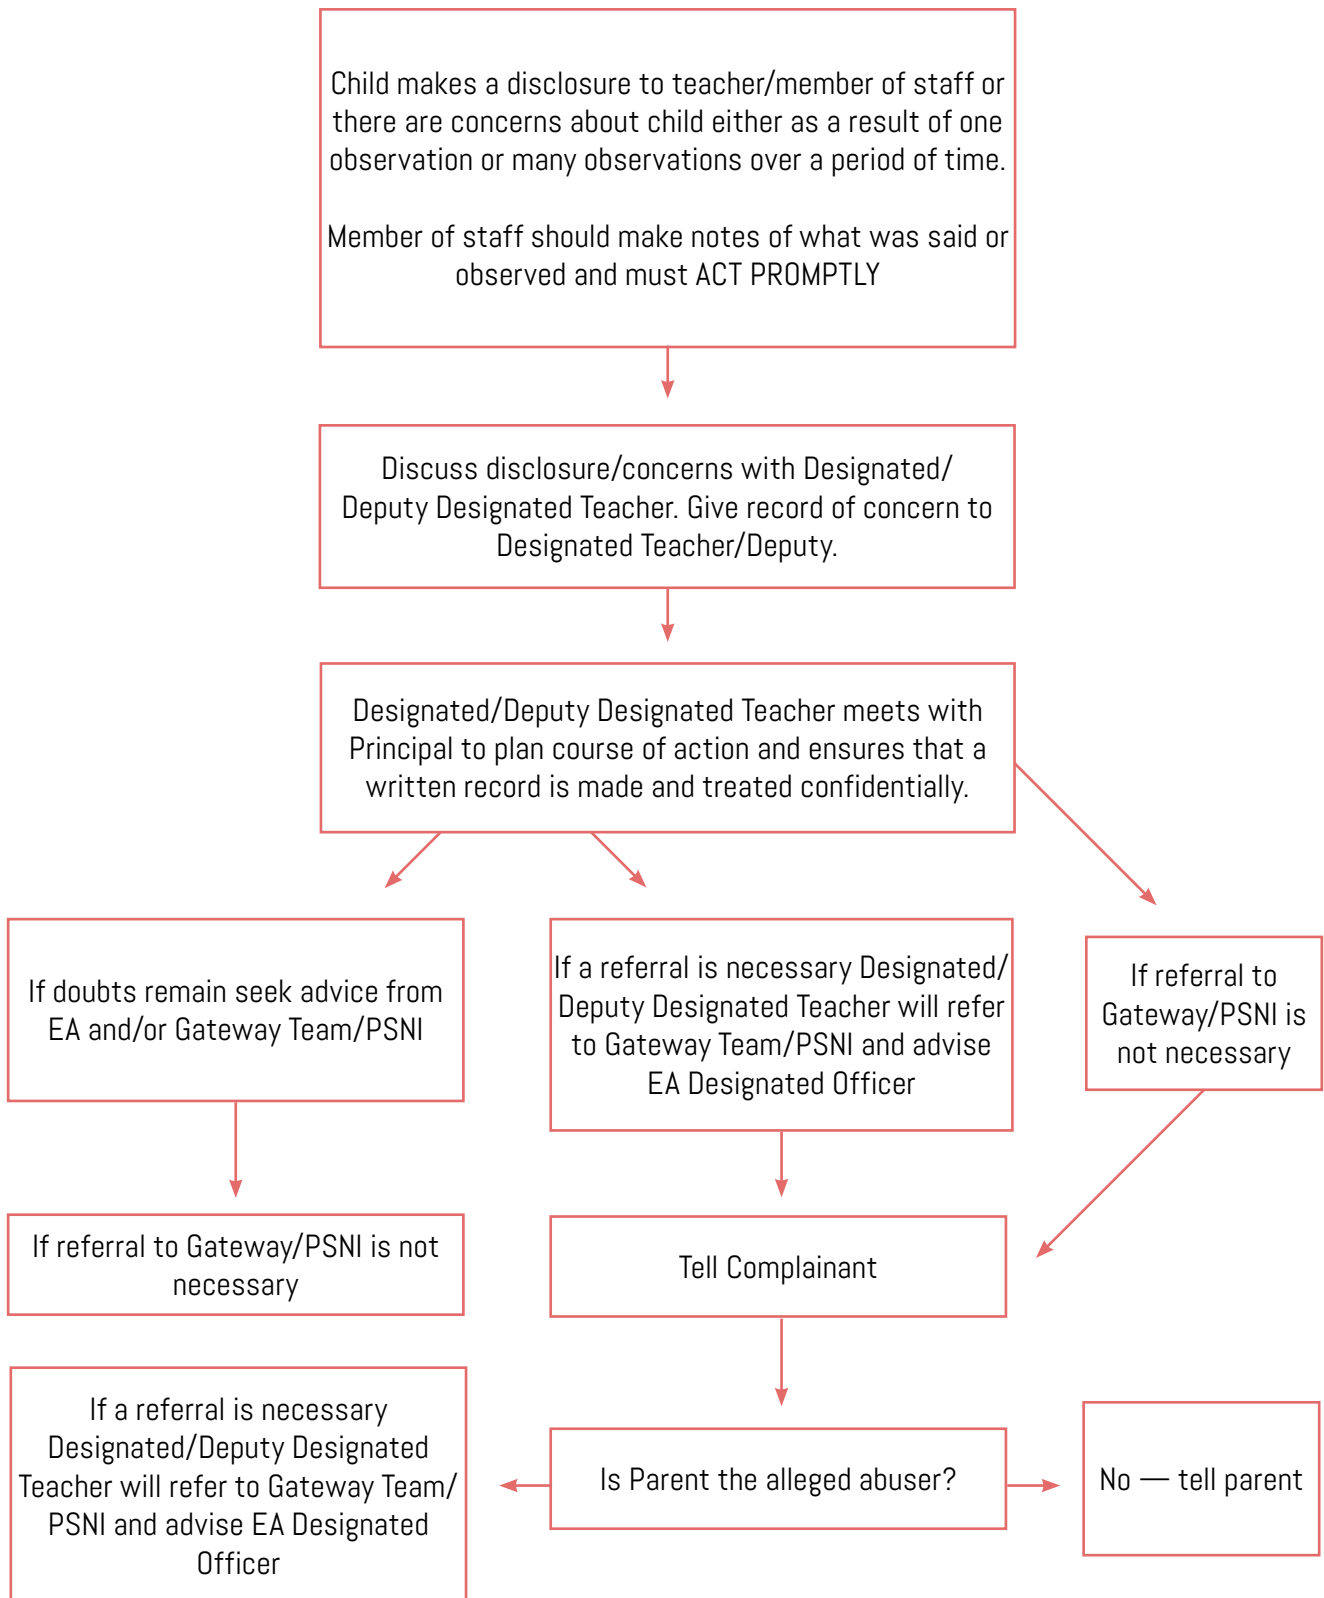 Child makes a disclosure to teacher/member of staff or
there are concerns about child either as a result of one
observation or many observations over a period of time.
Member of staff should make notes of what was said or
observed and must ACT PROMPTLY
Discuss disclosure/concerns with Designated/
Deputy Designated Teacher. Give record of concern to
Designated Teacher/Deputy.
Designated/Deputy Designated Teacher meets with
Principal to plan course of action and ensures that a
written record is made and treated confidentially.
If doubts remain seek advice from
EA and/or Gateway Team/PSNI
If a referral is necessary Designated/
Deputy Designated Teacher will refer
to Gateway Team/PSNI and advise
EA Designated Officer
If referral to
Gateway/PSNI is
not necessary
If referral to Gateway/PSNI is not
necessary
Tell Complainant
If a referral is necessary
Designated/Deputy Designated
Teacher will refer to Gateway Team/
PSNI and advise EA Designated
Officer
Is Parent the alleged abuser?
No — tell parent